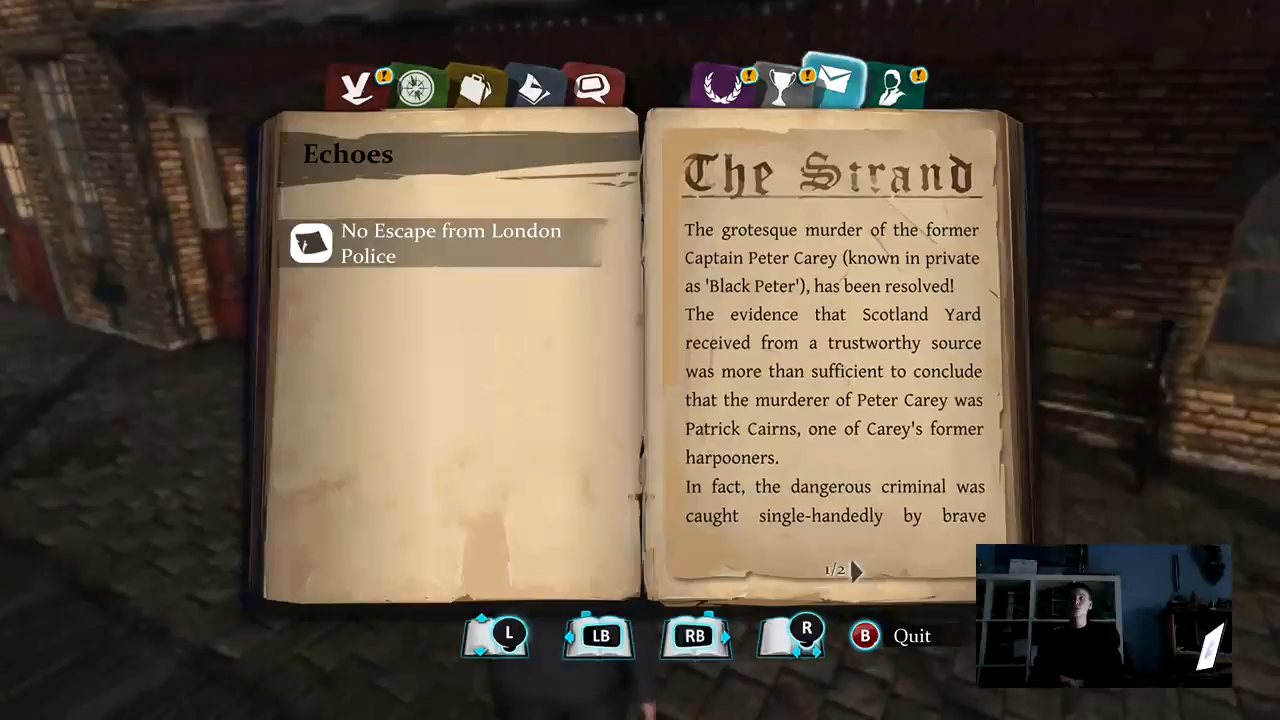 Echoes
No Escape from London
Police
The Strand
The grotesque murder of the former
Captain Peter Carey (known in private
as 'Black Peter'), has been resolved!
The evidence that Scotland Yard
received from a trustworthy source
was more than sufficient to conclude
that the murderer of Peter Carey was
Patrick Cairns, one of Carey's former
harpooners.
In fact, the dangerous criminal was
caught single-handedly by brave
1/2
L
LB
RB
R
B Quit